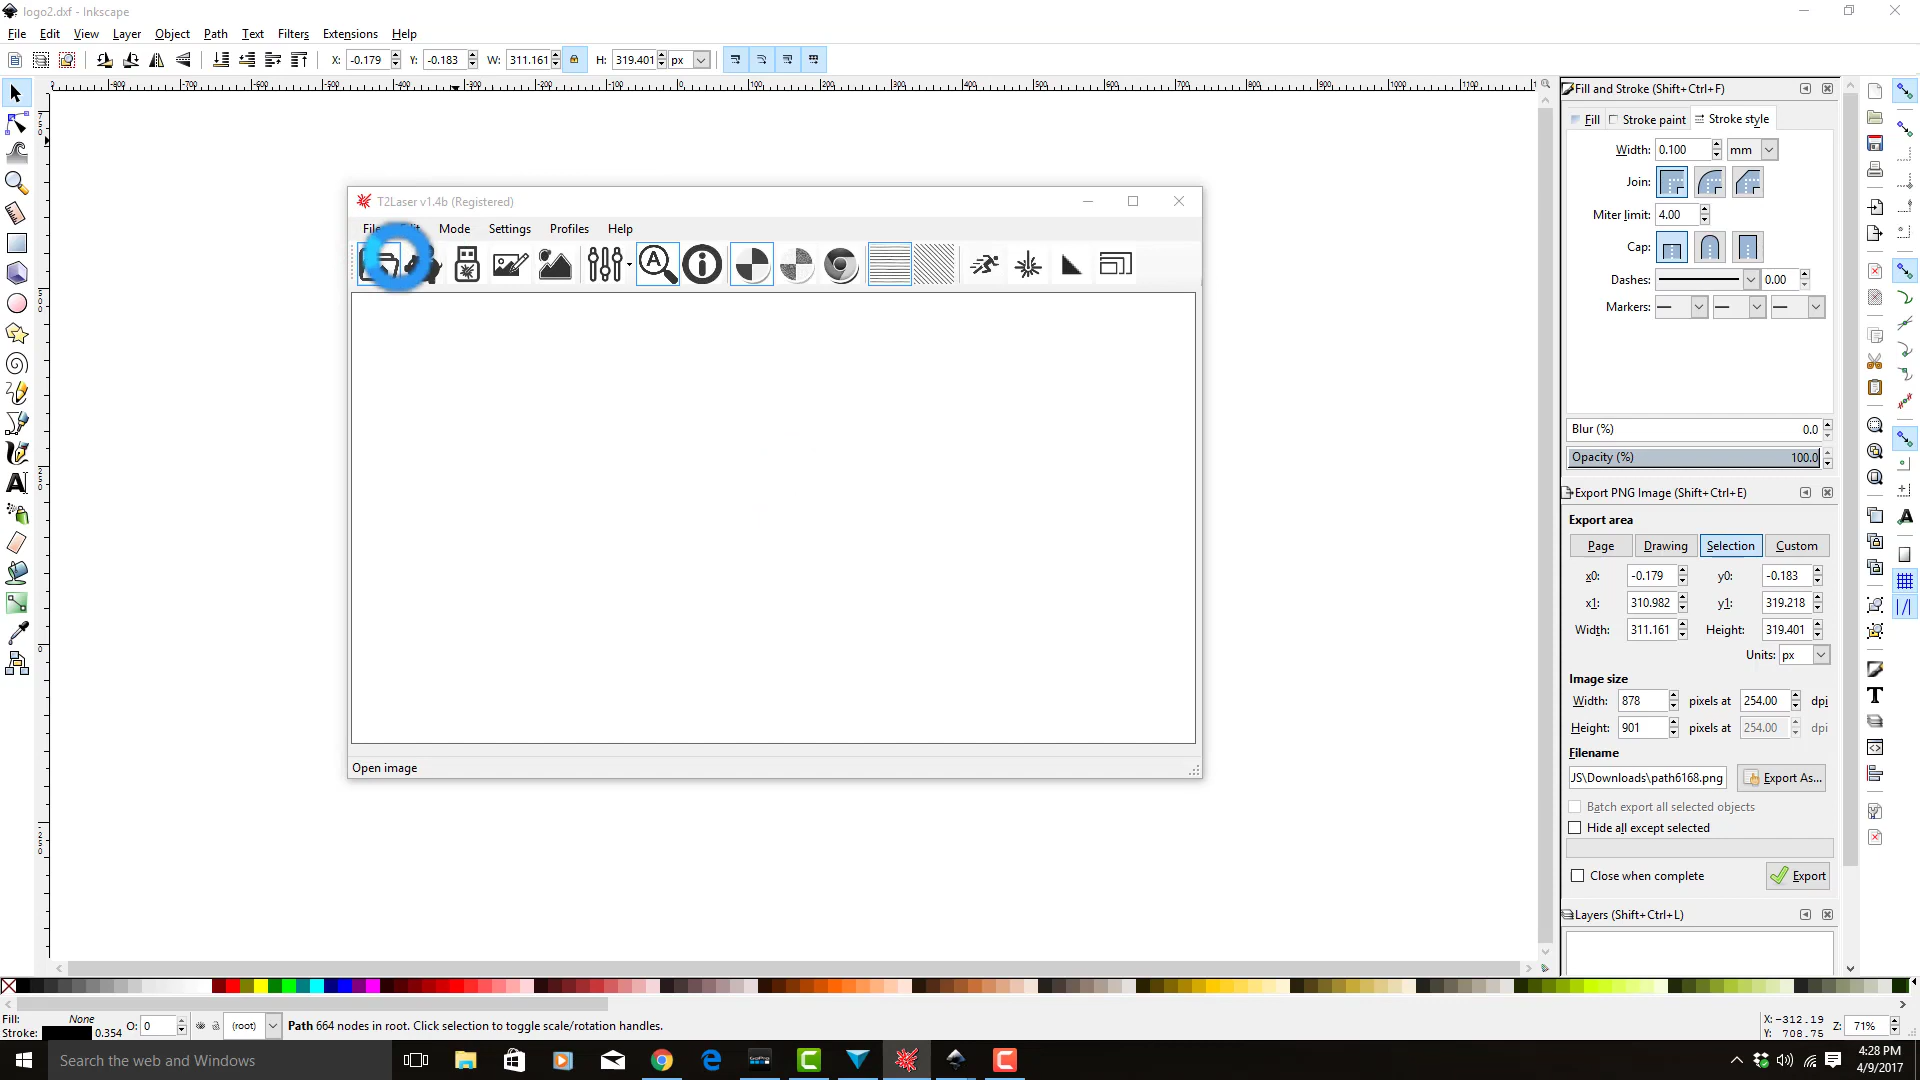 logo2.dxf - Inkscape
File Edit View Layer Object Path Text Filters Extensions Help
X: -0.179 Y: -0.183 W: 311.161 H: 319.401 px
Fill and Stroke (Shift+Ctrl+F)
Fill Stroke paint Stroke style
Width: 0.100 mm
Join:
Miter limit: 4.00
Cap:
Dashes: 0.00
Markers:
Blur (%) 0.0
Opacity (%) 100.0
T2Laser v1.4b (Registered)
File Mode Settings Profiles Help
Open image
Export PNG Image (Shift+Ctrl+E)
Export area
Page Drawing Selection Custom
x0: -0.179 y0: -0.183
x1: 310.982 y1: 319.218
Width: 311.161 Height: 319.401
Units: px
Image size
Width: 878 pixels at 254.00 dpi
Height: 901 pixels at 254.00 dpi
Filename
JS\Downloads\path6168.png Export As...
Batch export all selected objects
Hide all except selected
Close when complete Export
Layers (Shift+Ctrl+L)
Fill: None
Stroke: 0.354 O: 0 (root) Path 664 nodes in root. Click selection to toggle scale/rotation handles.
X: -312.19
Y: 708.75
Z: 71%
Search the web and Windows
4:28 PM
4/9/2017